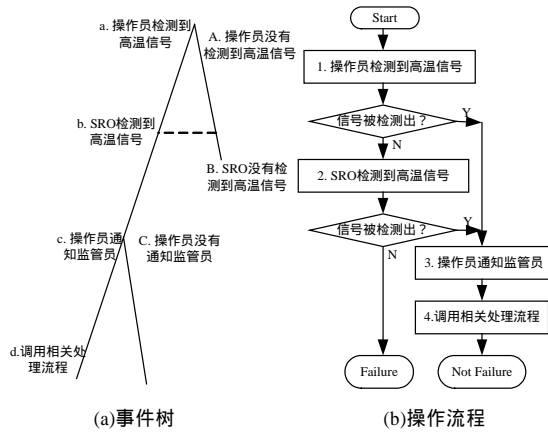 a. 操作员检测到
高温信号
A. 操作员没有
检测到高温信号
b. SRO检测到
高温信号
B. SRO没有检
测到高温信号
c. 操作员通
知监管员
C. 操作员没有
通知监管员
d.调用相关处
理流程
(a)事件树
Start
1. 操作员检测到高温信号
信号被检测出？
Y
N
2. SRO检测到高温信号
信号被检测出？
Y
N
3. 操作员通知监管员
4.调用相关处理流程
Failure
Not Failure
(b)操作流程